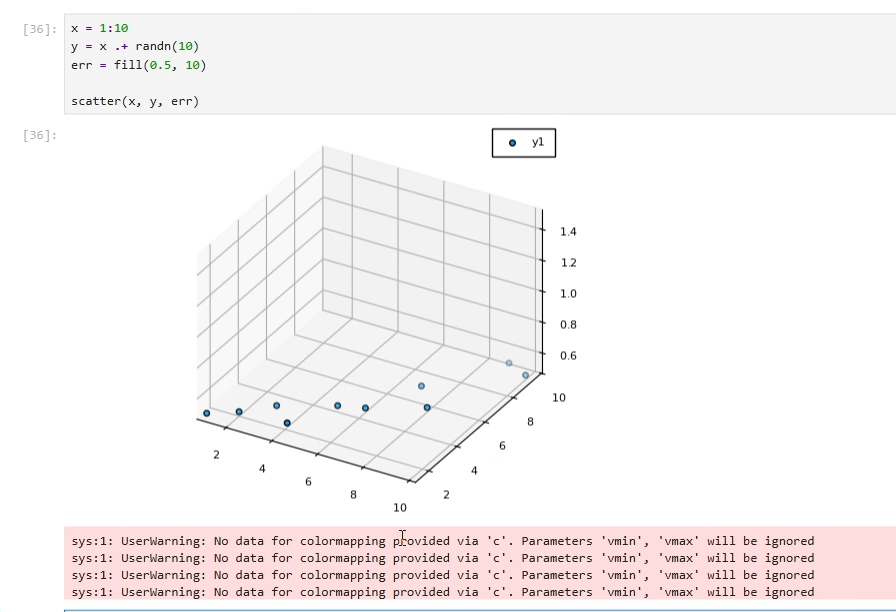 [36]:
x = 1:10
y = x .+ randn(10)
err = fill(0.5, 10)
scatter(x, y, err)
[36]:
y1
1.4
1.2
1.0
0.8
0.6
10
8
6
4
2
2
4
6
8
10
sys:1: UserWarning: No data for colormapping provided via 'c'. Parameters 'vmin', 'vmax' will be ignored
sys:1: UserWarning: No data for colormapping provided via 'c'. Parameters 'vmin', 'vmax' will be ignored
sys:1: UserWarning: No data for colormapping provided via 'c'. Parameters 'vmin', 'vmax' will be ignored
sys:1: UserWarning: No data for colormapping provided via 'c'. Parameters 'vmin', 'vmax' will be ignored